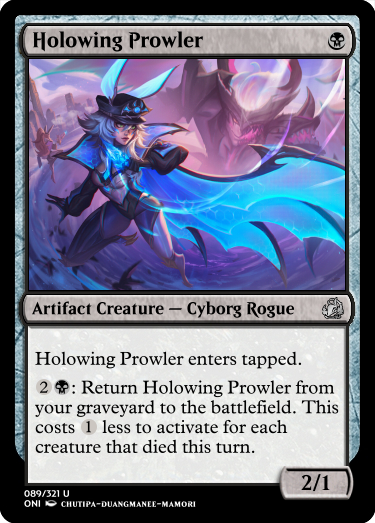 Holowing Prowler
Artifact Creature — Cyborg Rogue
Holowing Prowler enters tapped.
2: Return Holowing Prowler from
your graveyard to the battlefield. This
costs 1 less to activate for each
creature that died this turn.
2/1
089/321 U
ONI CHUTIPA-DUANGMANEE-MAMORI